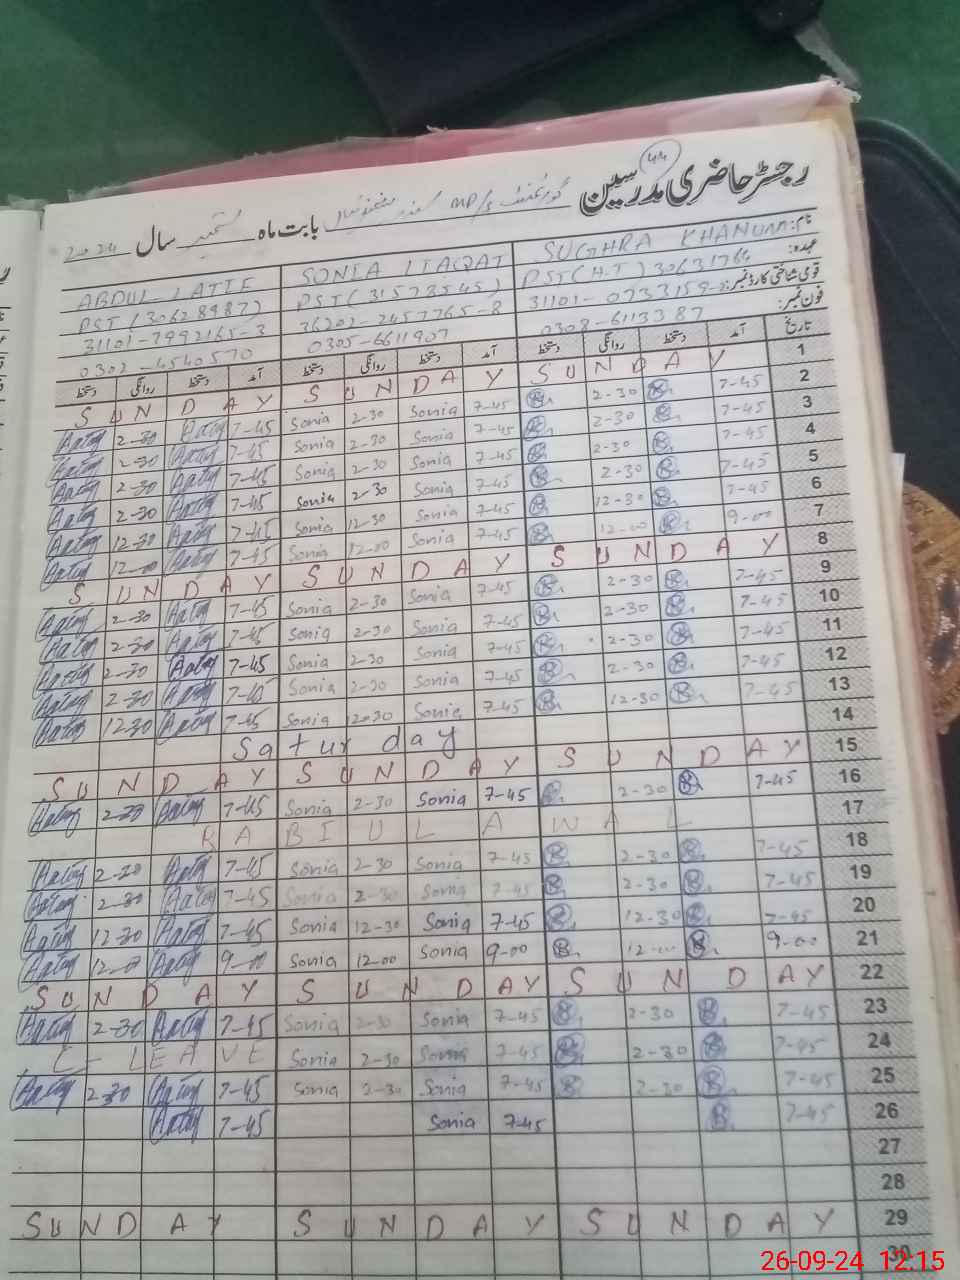 44
رجسٹر حاضری مدرسین گورنمنٹ MP/S بابت ماہ ستمبر سال 2024
نام: SUGHRA KHANUM SONIA LIAQAT ABDUL LATIF
عہدہ: PST(H.T) 30631764 PST(31573545) PST(30628987)
قومی شناختی کارڈ نمبر: 31101-0733159- 36202-2457765-8 31101-7992165-3
فون نمبر: 0308-6113387 0305-6611907 0302-4540570
تاریخ آمد دستخط روانگی دستخط آمد دستخط روانگی دستخط آمد دستخط روانگی دستخط
SUNDAY SUNDAY SUNDAY 1
2-30 7-45 Sonia 2-30 Sonia 7-45 2-30 7-45 2
2-30 7-45 Sonia 2-30 Sonia 7-45 2-30 7-45 3
2-30 7-45 Sonia 2-30 Sonia 7-45 2-30 7-45 4
2-30 7-45 Sonia 2-30 Sonia 7-45 2-30 7-45 5
12-30 7-45 Sonia 12-30 Sonia 7-45 12-30 7-45 6
12-00 7-45 Sonia 12-00 Sonia 7-45 12-00 9-00 7
SUNDAY SUNDAY SUNDAY 8
2-30 7-45 Sonia 2-30 Sonia 7-45 2-30 7-45 9
2-30 7-45 Sonia 2-30 Sonia 7-45 2-30 7-45 10
2-30 7-45 Sonia 2-30 Sonia 7-45 2-30 7-45 11
2-30 7-45 Sonia 2-30 Sonia 7-45 2-30 7-45 12
12-30 7-45 Sonia 12-30 Sonia 7-45 12-30 7-45 13
Saturday 14
SUNDAY SUNDAY SUNDAY 15
2-30 7-45 Sonia 2-30 Sonia 7-45 2-30 7-45 16
RABIULAWAL 17
2-30 7-45 Sonia 2-30 Sonia 7-45 2-30 7-45 18
2-30 7-45 Sonia 2-30 Sonia 7-45 2-30 7-45 19
12-30 7-45 Sonia 12-30 Sonia 7-45 12-30 7-45 20
12-00 9-00 Sonia 12-00 Sonia 9-00 12-00 9-00 21
SUNDAY SUNDAY SUNDAY 22
2-30 7-45 Sonia 2-30 Sonia 7-45 2-30 7-45 23
C-LEAVE Sonia 2-30 Sonia 7-45 2-30 7-45 24
2-30 7-45 Sonia 2-30 Sonia 7-45 2-30 7-45 25
7-45 Sonia 7-45 7-45 26
27
28
SUNDAY SUNDAY SUNDAY 29
30
26-09-24 12:15